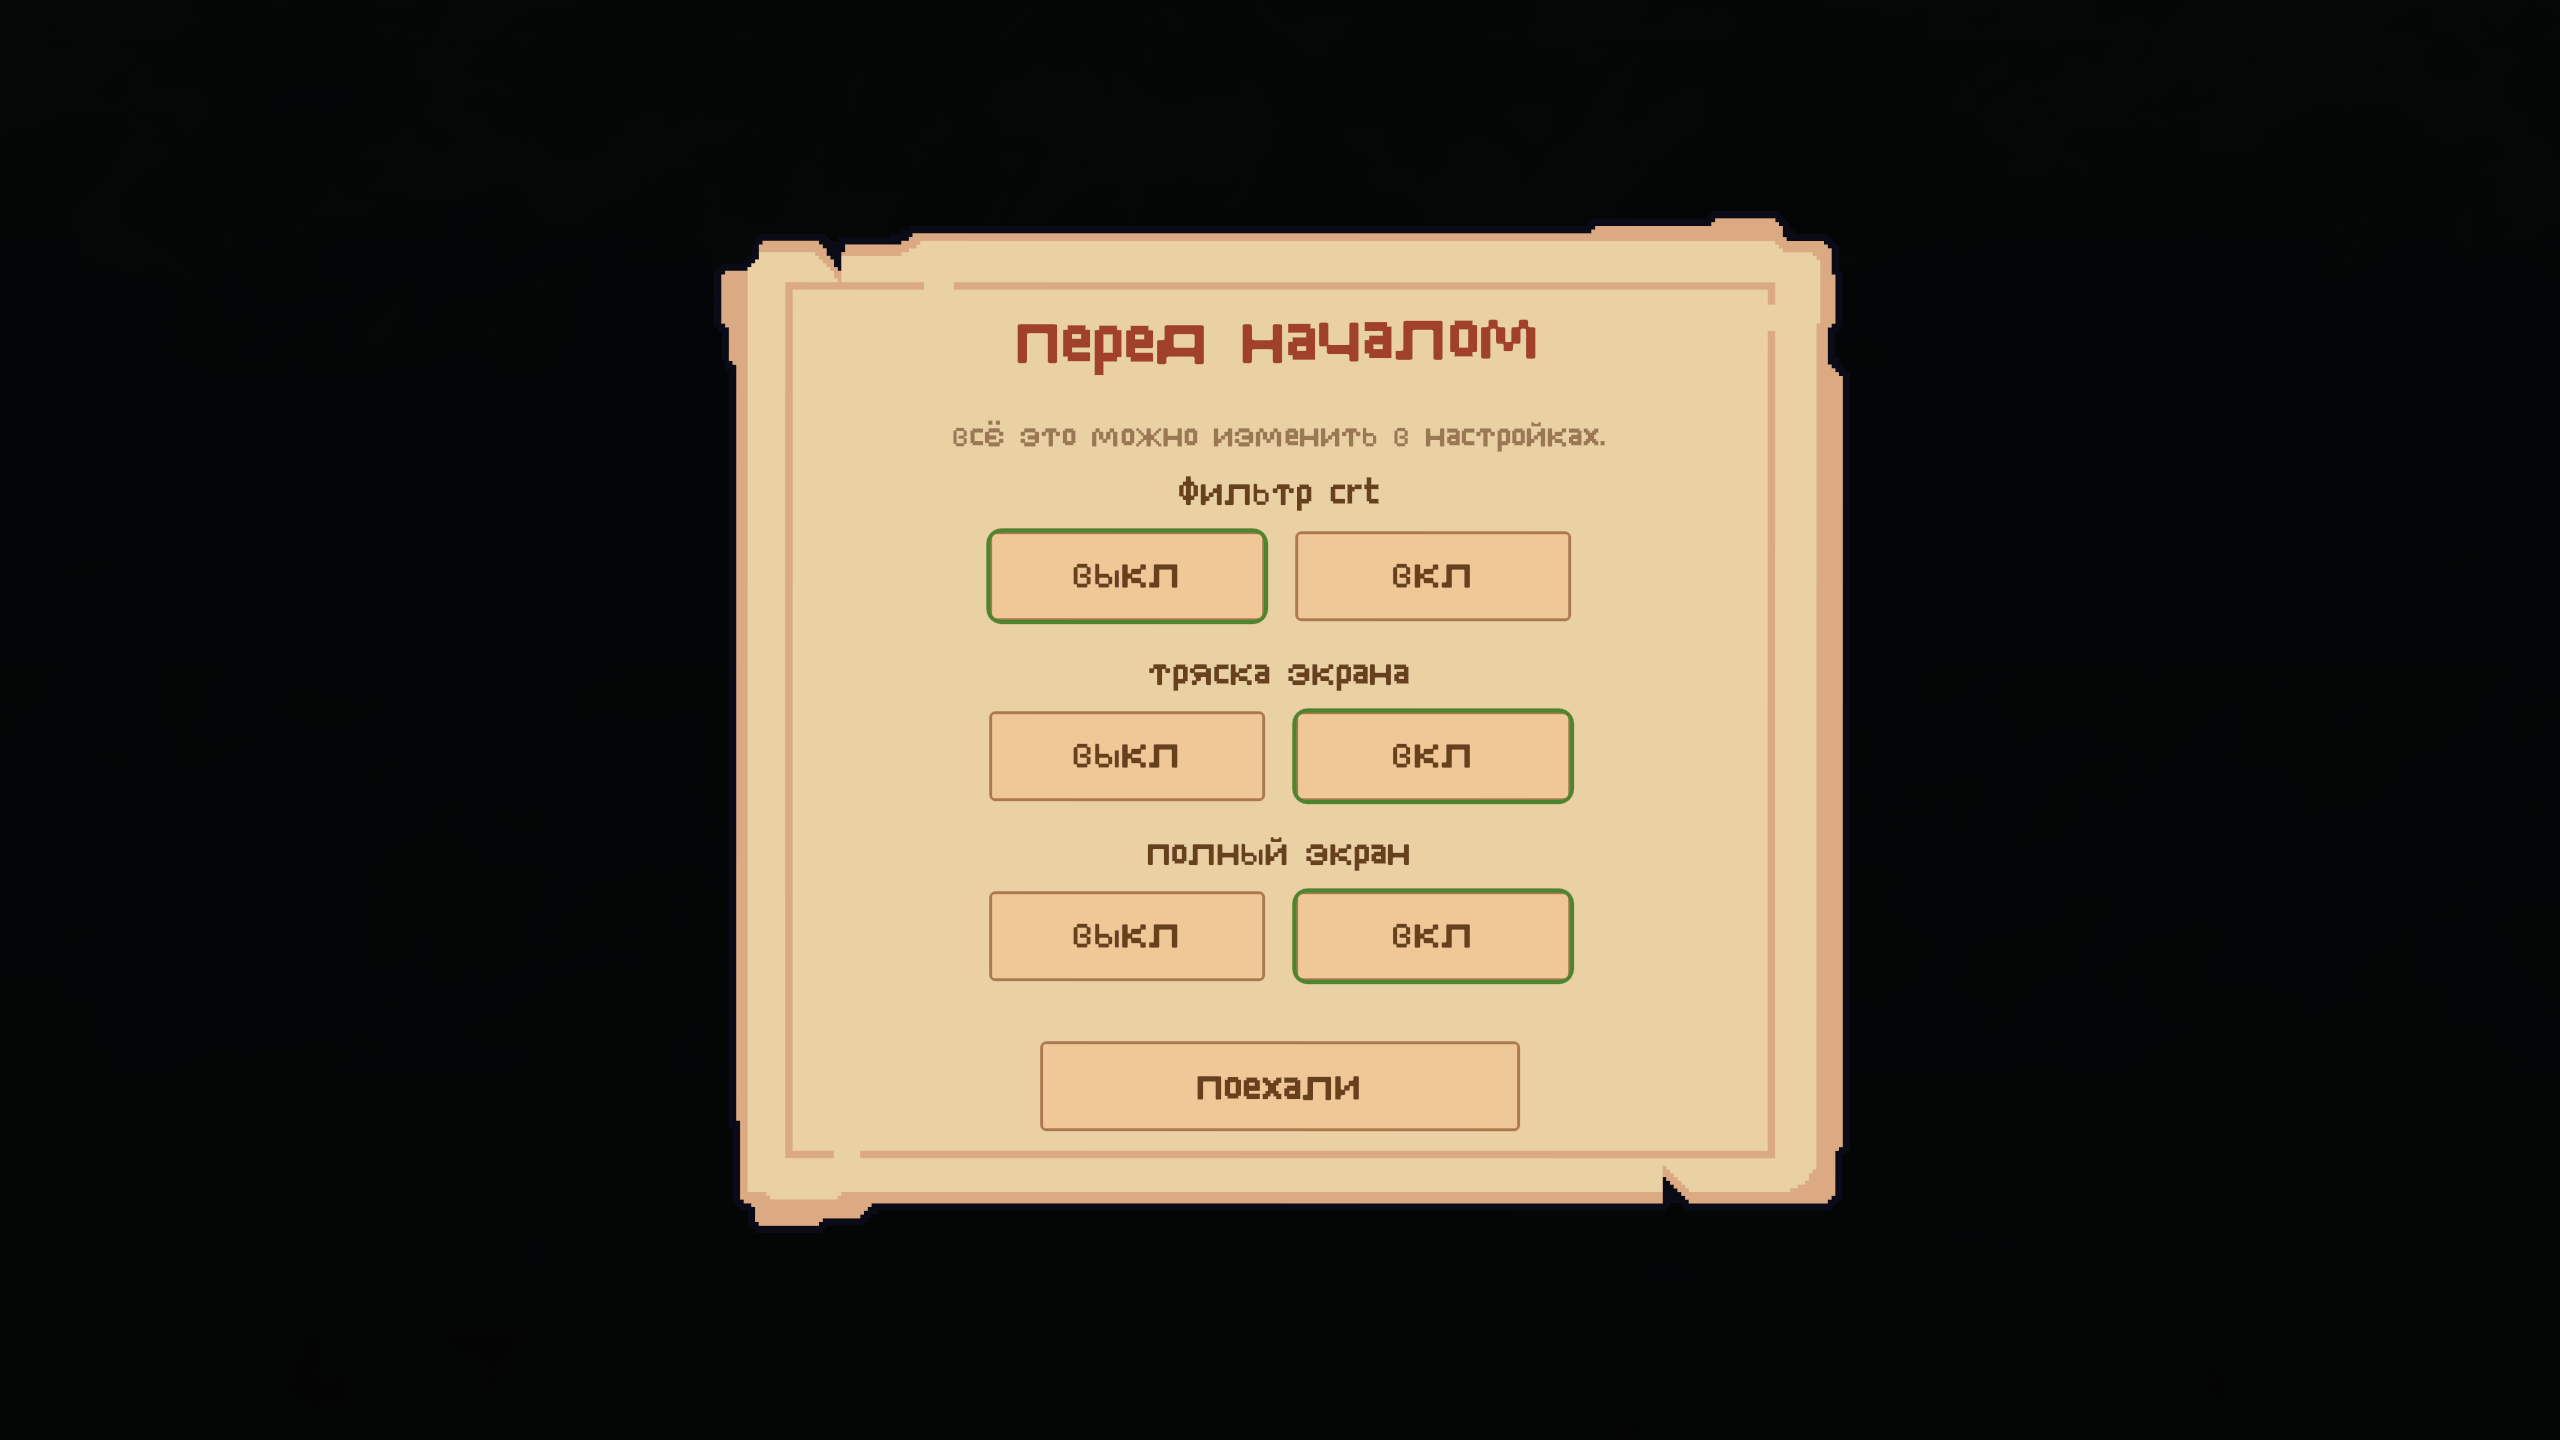 Перед началом
всё это можно изменить в настройках.
Фильтр crt
выкл вкл
тряска экрана
выкл вкл
полный экран
выкл вкл
Поехали